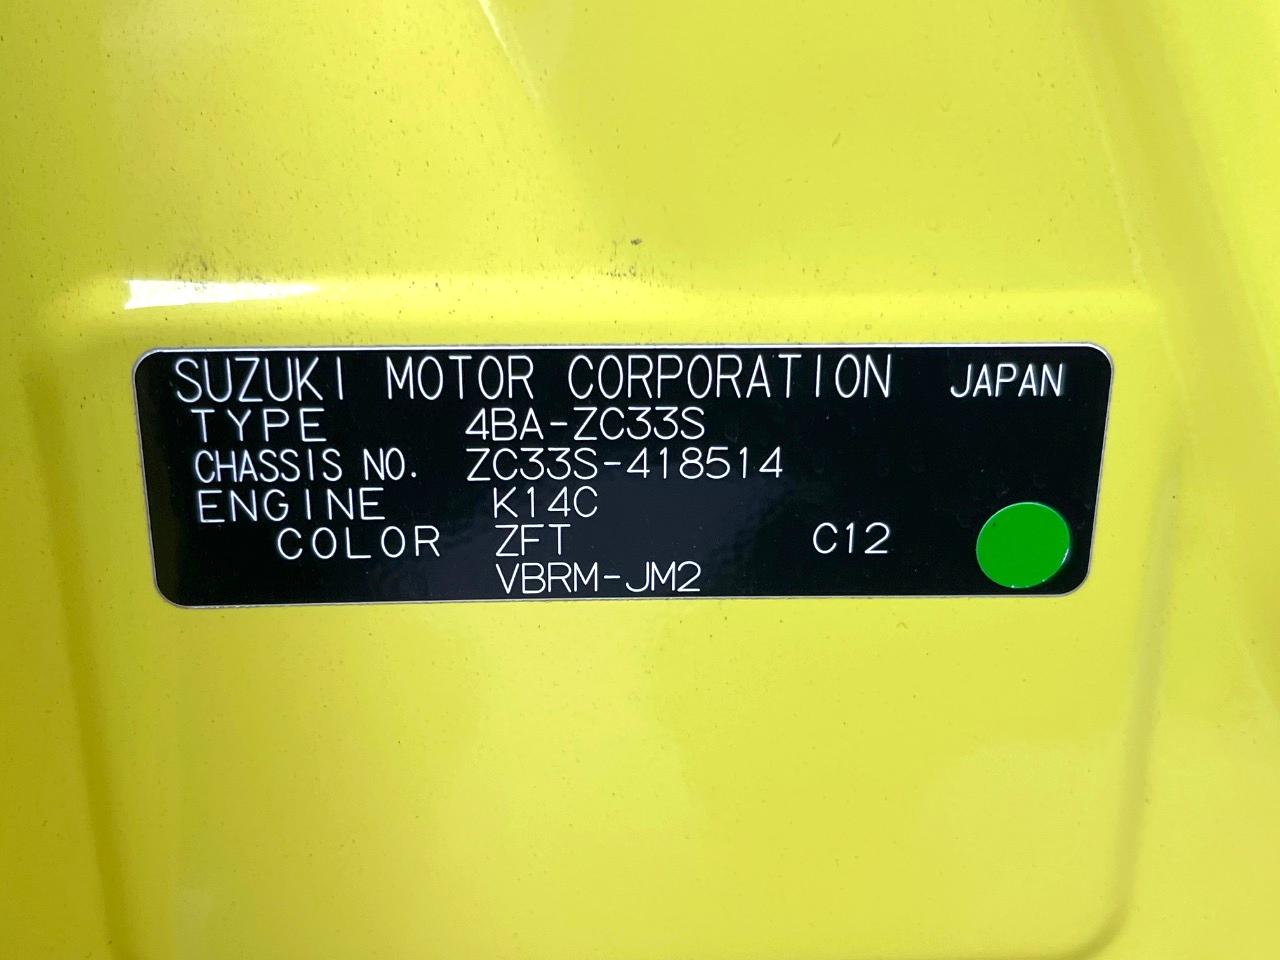 SUZUKI MOTOR CORPORATION JAPAN
TYPE 4BA-ZC33S
CHASSIS NO. ZC33S-418514
ENGINE K14C
COLOR ZFT C12
VBRM-JM2